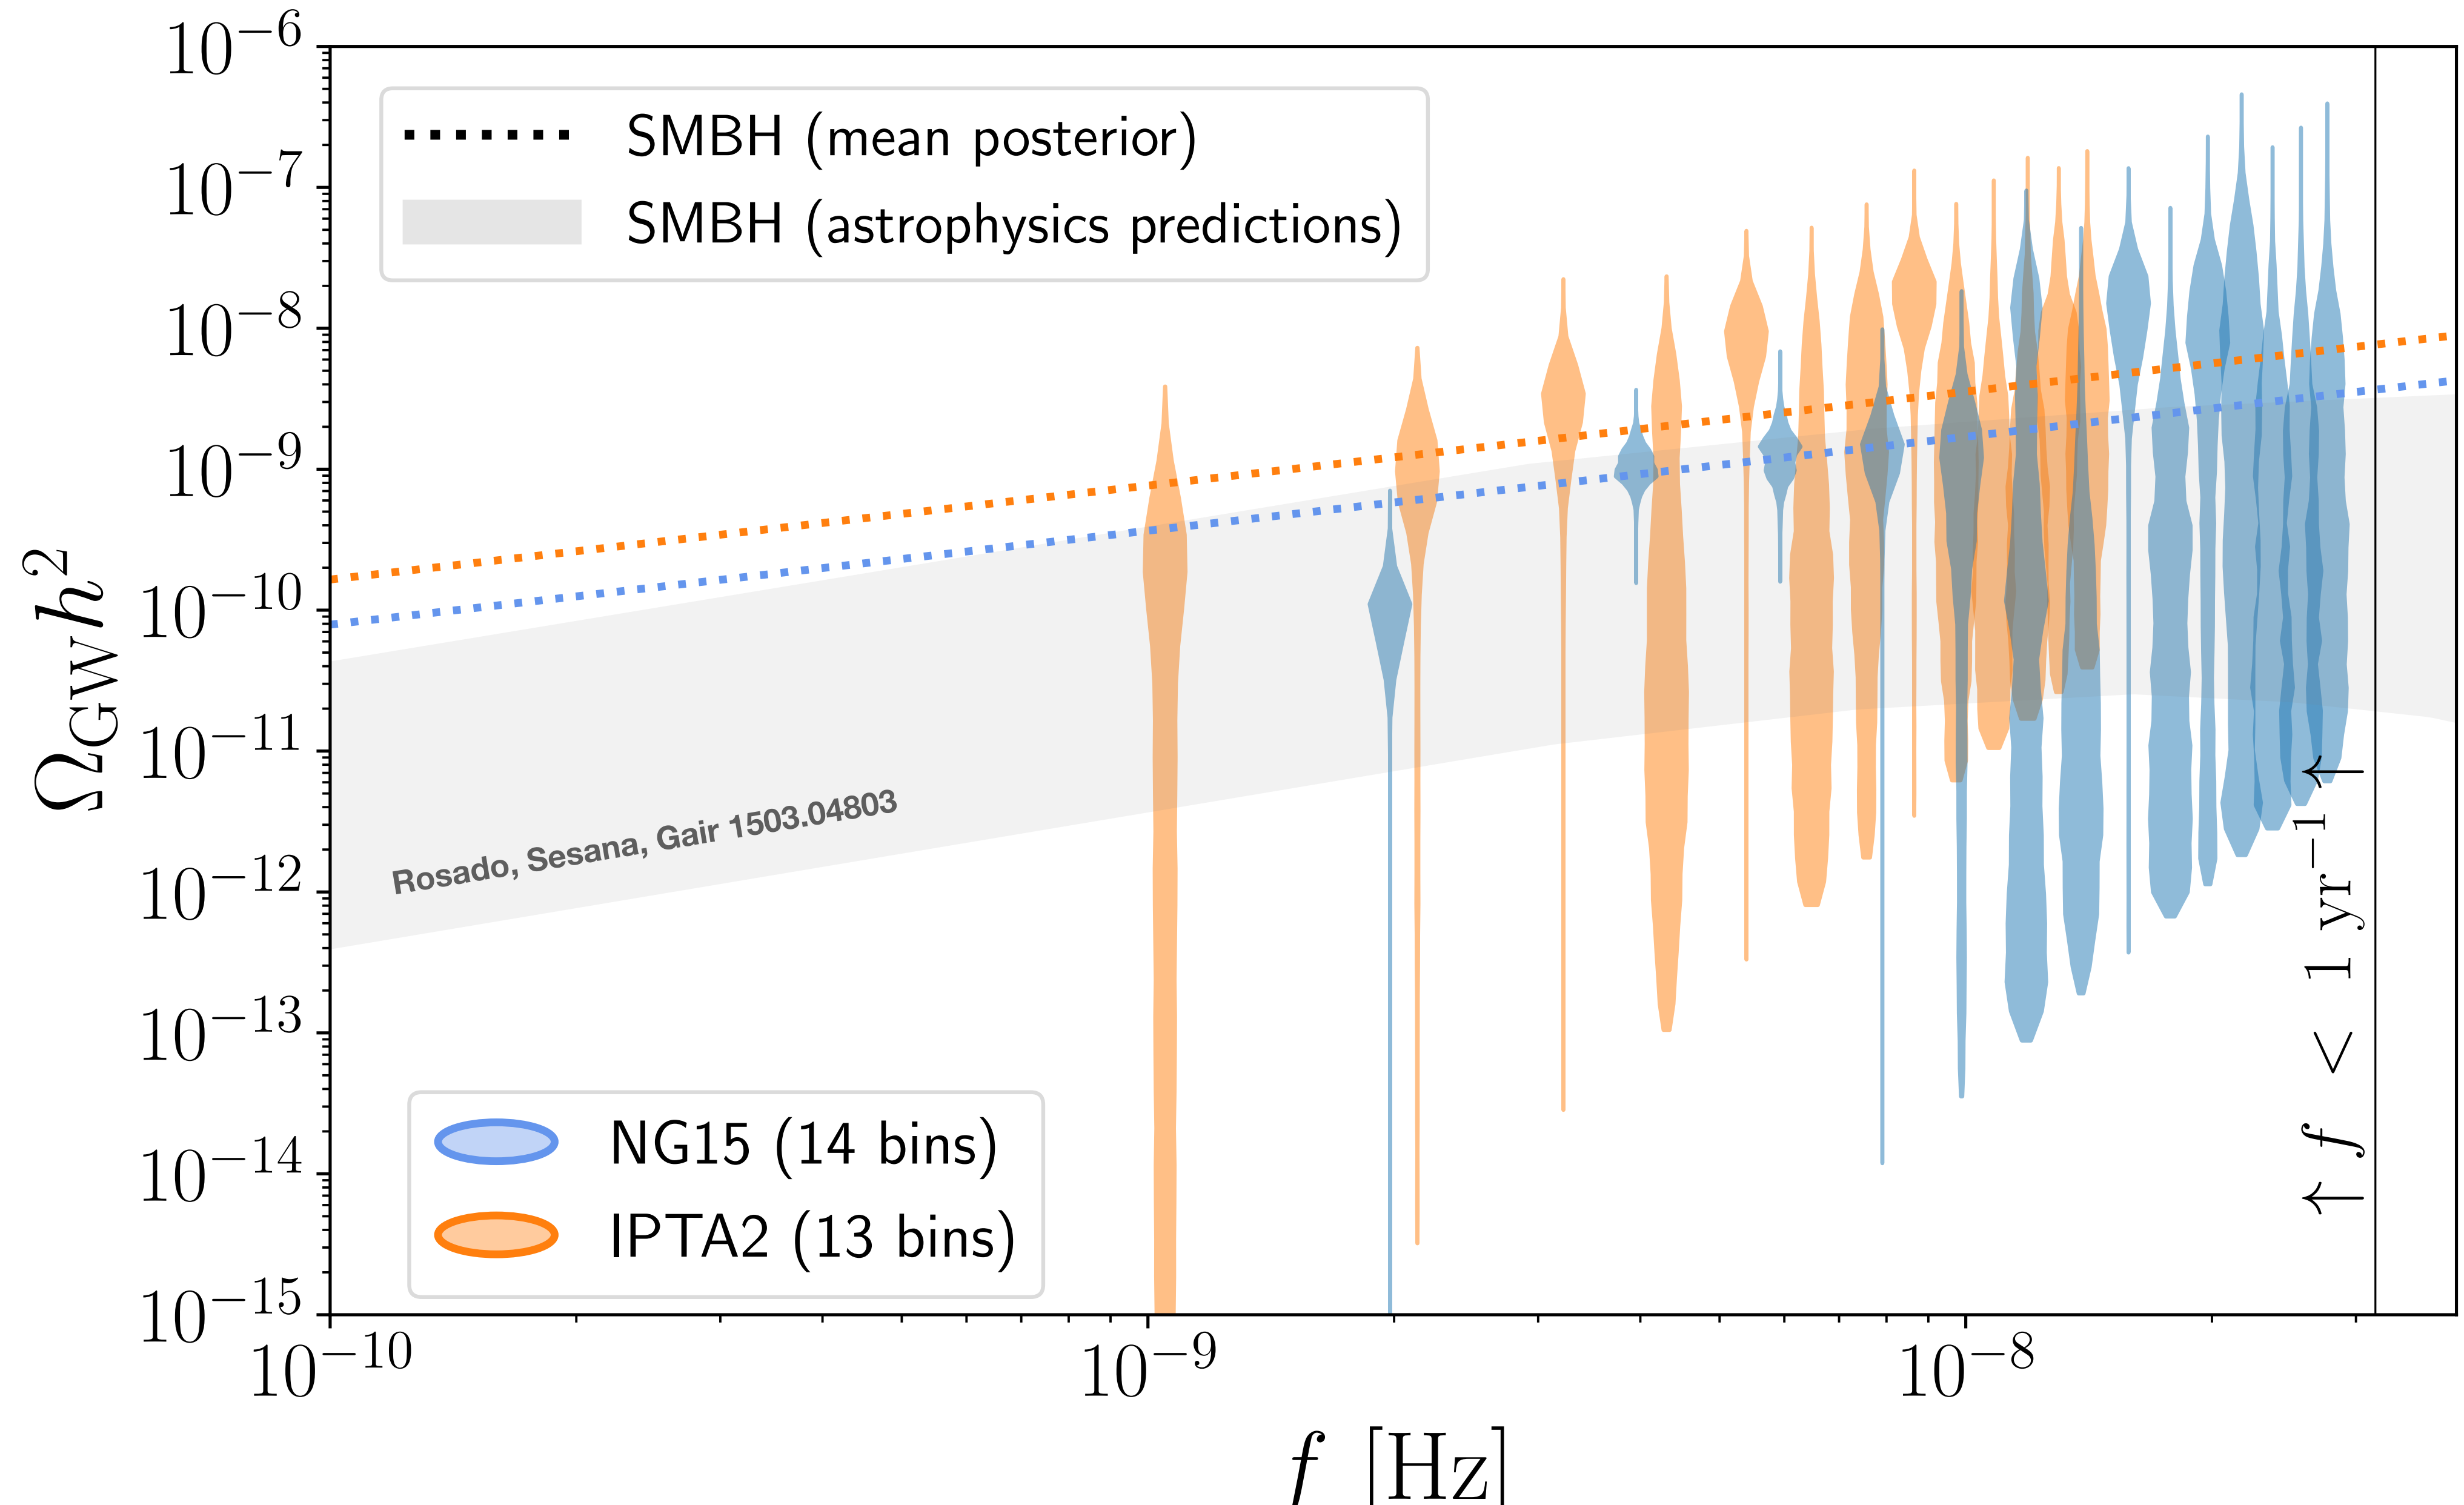 10⁻⁶
10⁻⁷
10⁻⁸
10⁻⁹
10⁻¹⁰
10⁻¹¹
10⁻¹²
10⁻¹³
10⁻¹⁴
10⁻¹⁵
Ω_GW h²
SMBH (mean posterior)
SMBH (astrophysics predictions)
Rosado, Sesana, Gair 1503.04803
NG15 (14 bins)
IPTA2 (13 bins)
↑ f < 1 yr⁻¹ ↑
10⁻¹⁰ 10⁻⁹ 10⁻⁸
f [Hz]